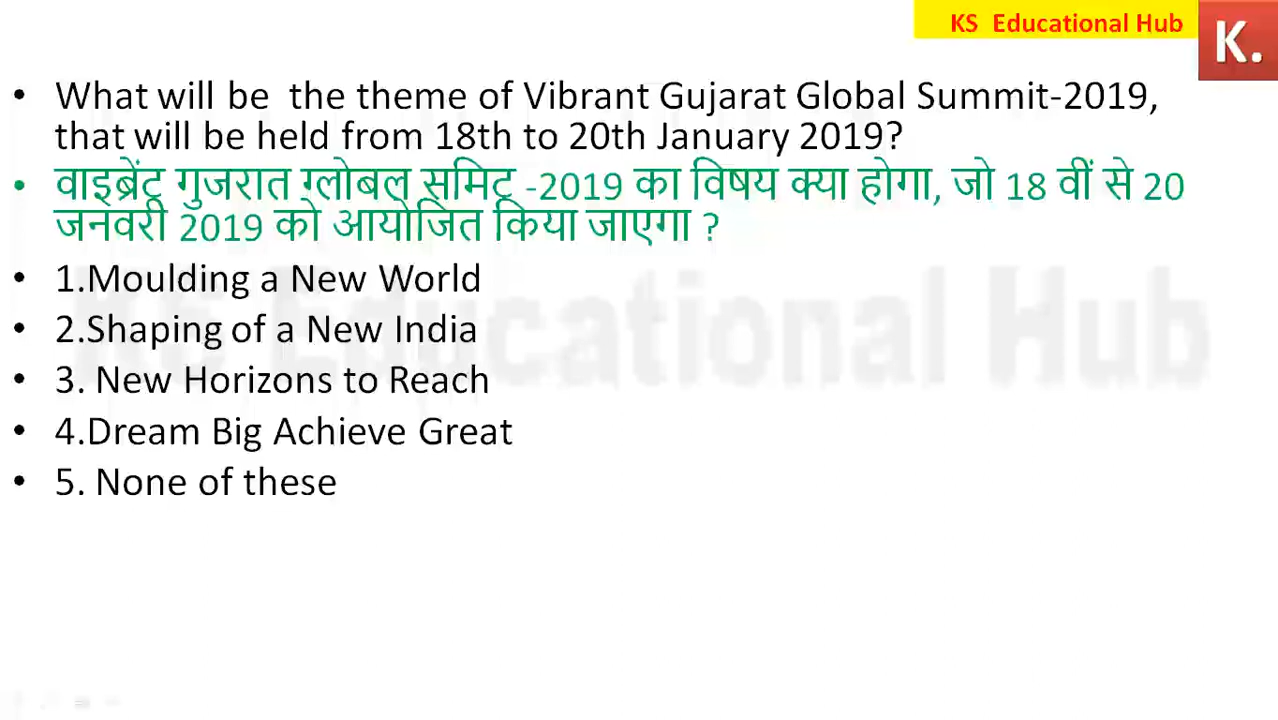 KS Educational Hub
K.
• What will be the theme of Vibrant Gujarat Global Summit-2019,
that will be held from 18th to 20th January 2019?
• वाइब्रेंट गुजरात ग्लोबल समिट -2019 का विषय क्या होगा, जो 18 वीं से 20
जनवरी 2019 को आयोजित किया जाएगा ?
• 1.Moulding a New World
• 2.Shaping of a New India
• 3. New Horizons to Reach
• 4.Dream Big Achieve Great
• 5. None of these
KS Educational Hub